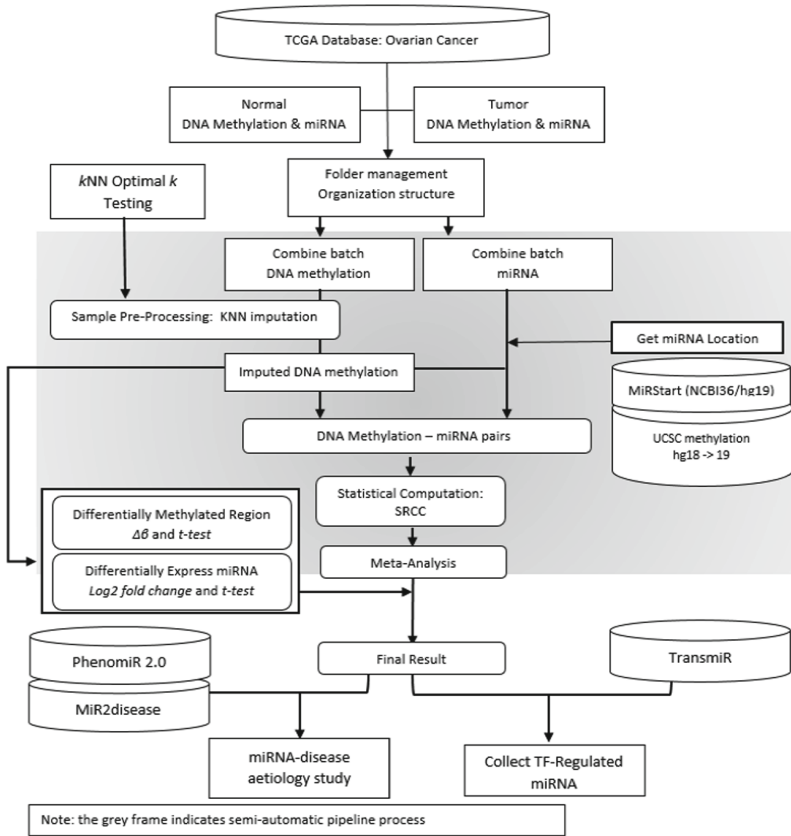 TCGA Database: Ovarian Cancer
Normal
DNA Methylation & miRNA
Tumor
DNA Methylation & miRNA
kNN Optimal k
Testing
Folder management
Organization structure
Combine batch
DNA methylation
Combine batch
miRNA
Sample Pre-Processing: KNN imputation
Get miRNA Location
Imputed DNA methylation
MiRStart (NCBI36/hg19)
UCSC methylation
hg18 -> 19
DNA Methylation – miRNA pairs
Statistical Computation:
SRCC
Differentially Methylated Region
Δβ and t-test
Meta-Analysis
Differentially Express miRNA
Log2 fold change and t-test
PhenomiR 2.0
MiR2disease
Final Result
TransmiR
miRNA-disease
aetiology study
Collect TF-Regulated
miRNA
Note: the grey frame indicates semi-automatic pipeline process